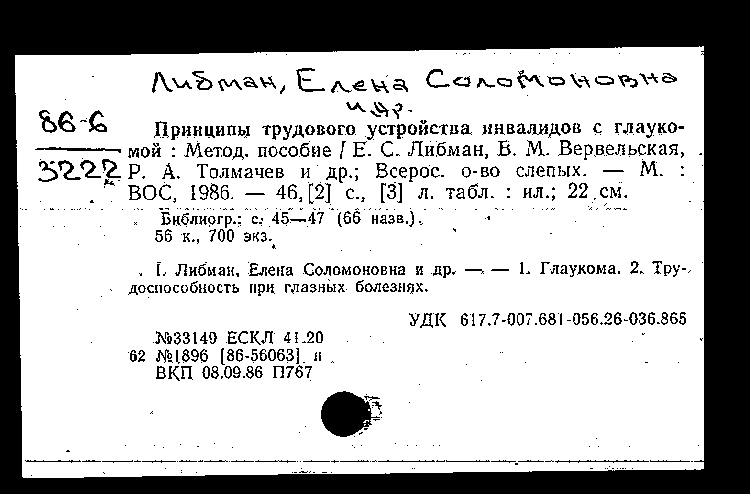 Либман, Елена Соломоновна
и др.
86-6
3222
Принципы трудового устройства инвалидов с глауко-
мой : Метод. пособие / Е. С. Либман, В. М. Вервельская,
Р. А. Толмачев и др.; Всерос. о-во слепых. — М. :
ВОС, 1986. — 46,[2] с., [3] л. табл. : ил.; 22 см.
Библиогр.: с. 45—47 (66 назв.).
56 к., 700 экз.
I. Либман, Елена Соломоновна и др. — — 1. Глаукома. 2. Тру-
доспособность при глазных болезнях.
УДК 617.7-007.681-056.26-036.865
№33149 ЕСКЛ 41.20
62 №1896 [86-56063] п
ВКП 08.09.86 П767